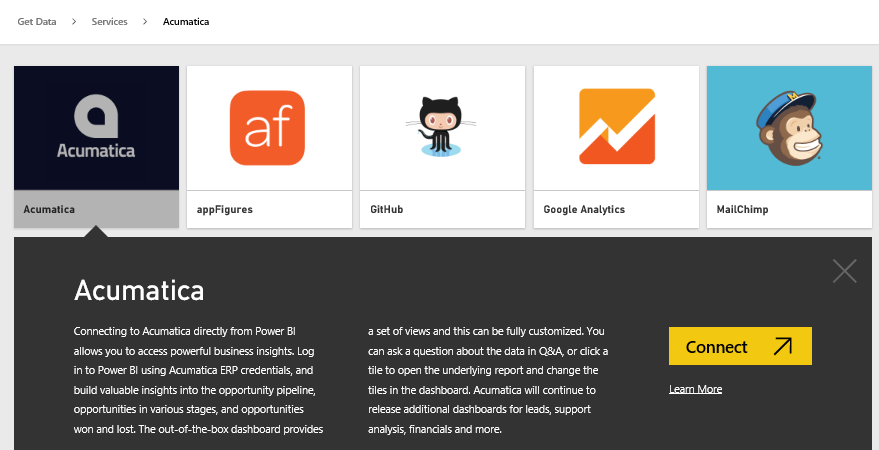 Get Data > Services > Acumatica
Acumatica
af
Acumatica
appFigures
GitHub
Google Analytics
MailChimp
Acumatica
Connecting to Acumatica directly from Power BI
allows you to access powerful business insights. Log
in to Power BI using Acumatica ERP credentials, and
build valuable insights into the opportunity pipeline,
opportunities in various stages, and opportunities
won and lost. The out-of-the-box dashboard provides
a set of views and this can be fully customized. You
can ask a question about the data in Q&A, or click a
tile to open the underlying report and change the
tiles in the dashboard. Acumatica will continue to
release additional dashboards for leads, support
analysis, financials and more.
Connect
Learn More